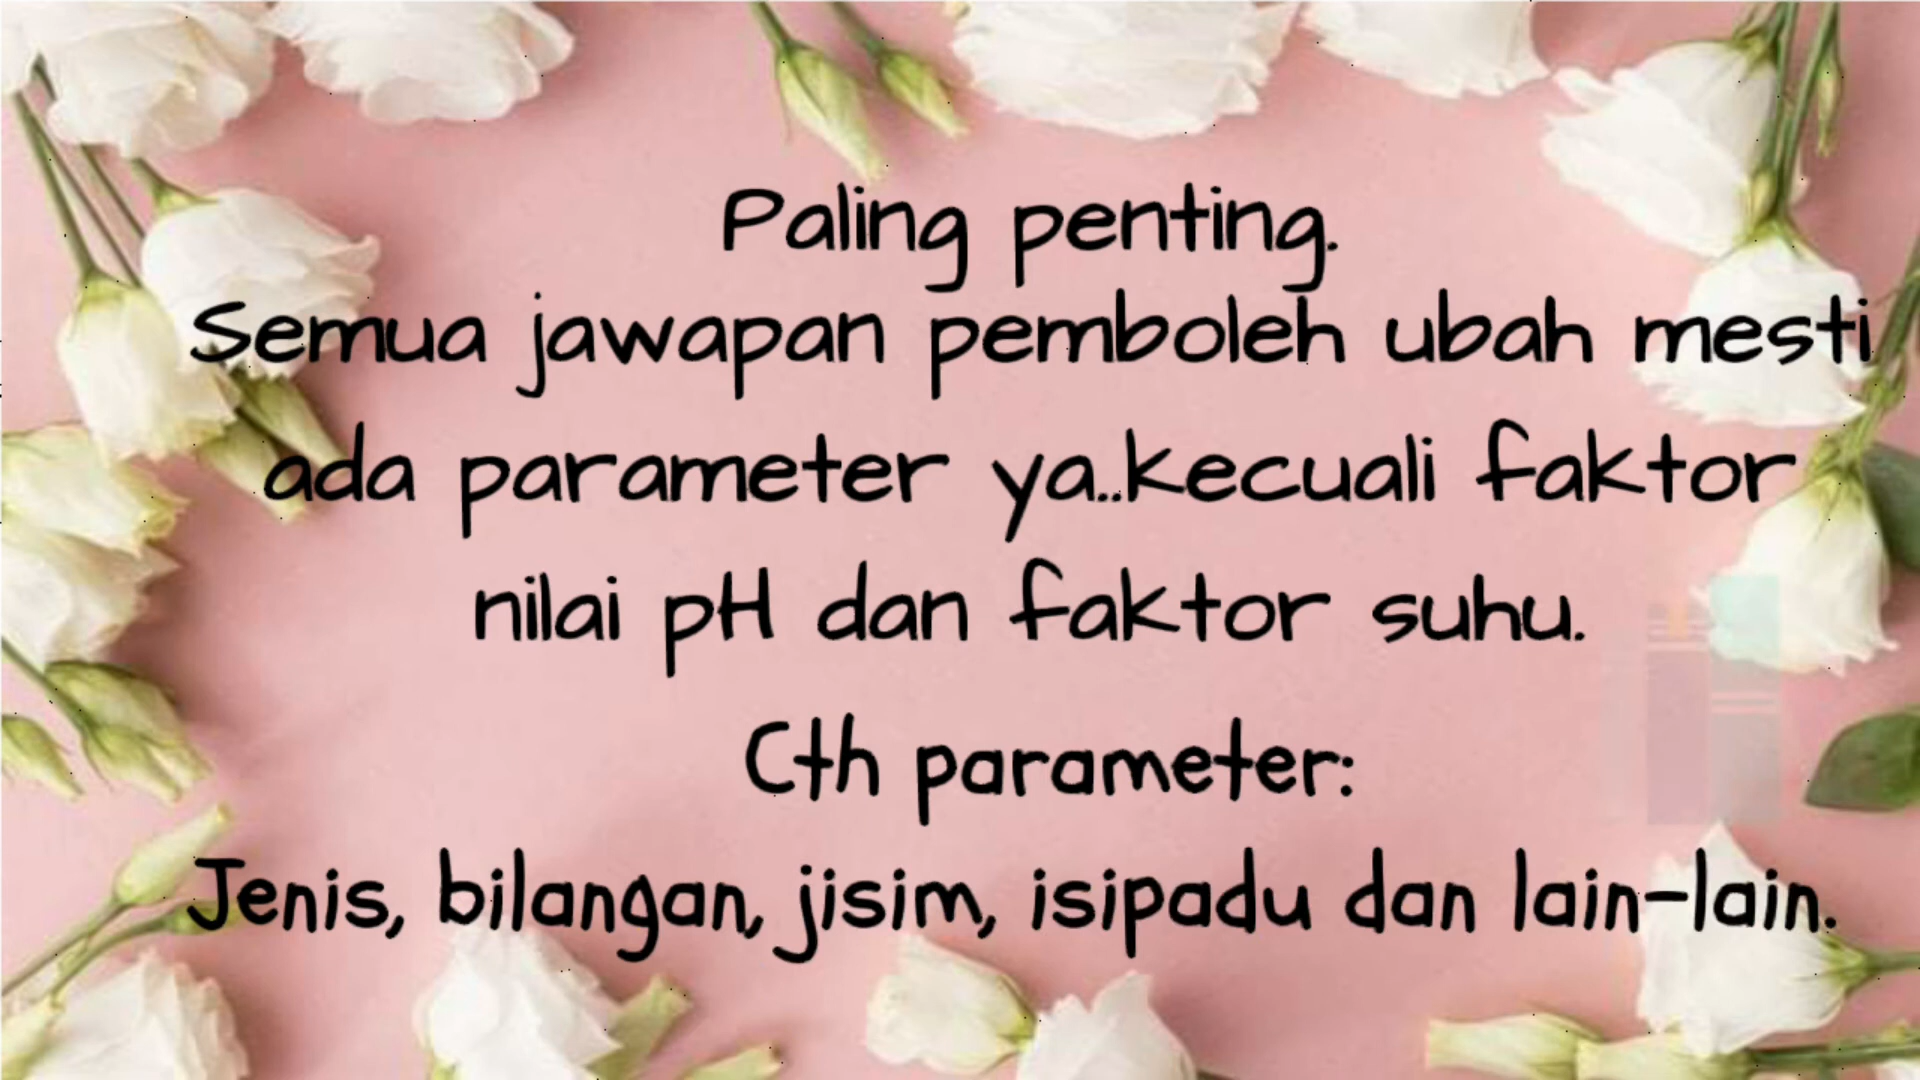 Paling penting.
Semua jawapan pemboleh ubah mesti
ada parameter ya..kecuali faktor
nilai pH dan faktor suhu.
Cth parameter:
Jenis, bilangan, jisim, isipadu dan lain-lain.